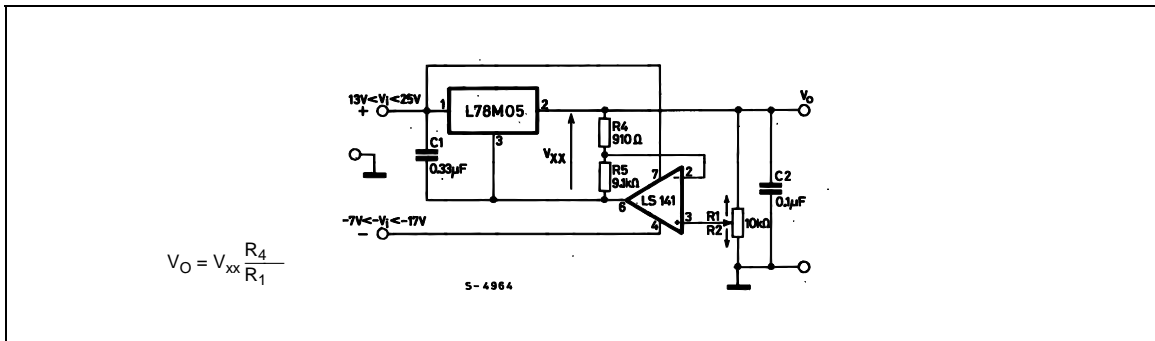 13V<Vi<25V
+
1
L78M05
2
VO
3
C1
0.33µF
VXX
R4
910Ω
R5
9.1kΩ
7
2
-
LS 141
6
+
3
4
R1
R2
10kΩ
C2
0.1µF
-7V<-Vi<-17V
-
VO = Vxx R4
R1
S-4964